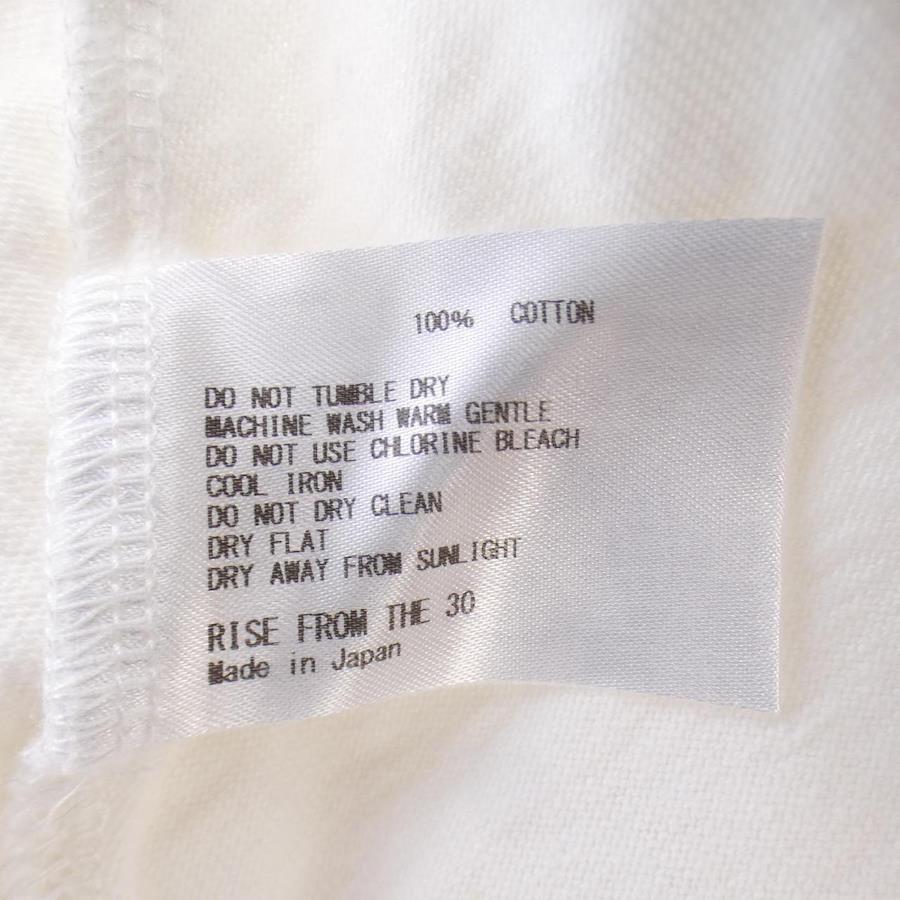 100% COTTON
DO NOT TUMBLE DRY
MACHINE WASH WARM GENTLE
DO NOT USE CHLORINE BLEACH
COOL IRON
DO NOT DRY CLEAN
DRY FLAT
DRY AWAY FROM SUNLIGHT
RISE FROM THE 30
Made in Japan